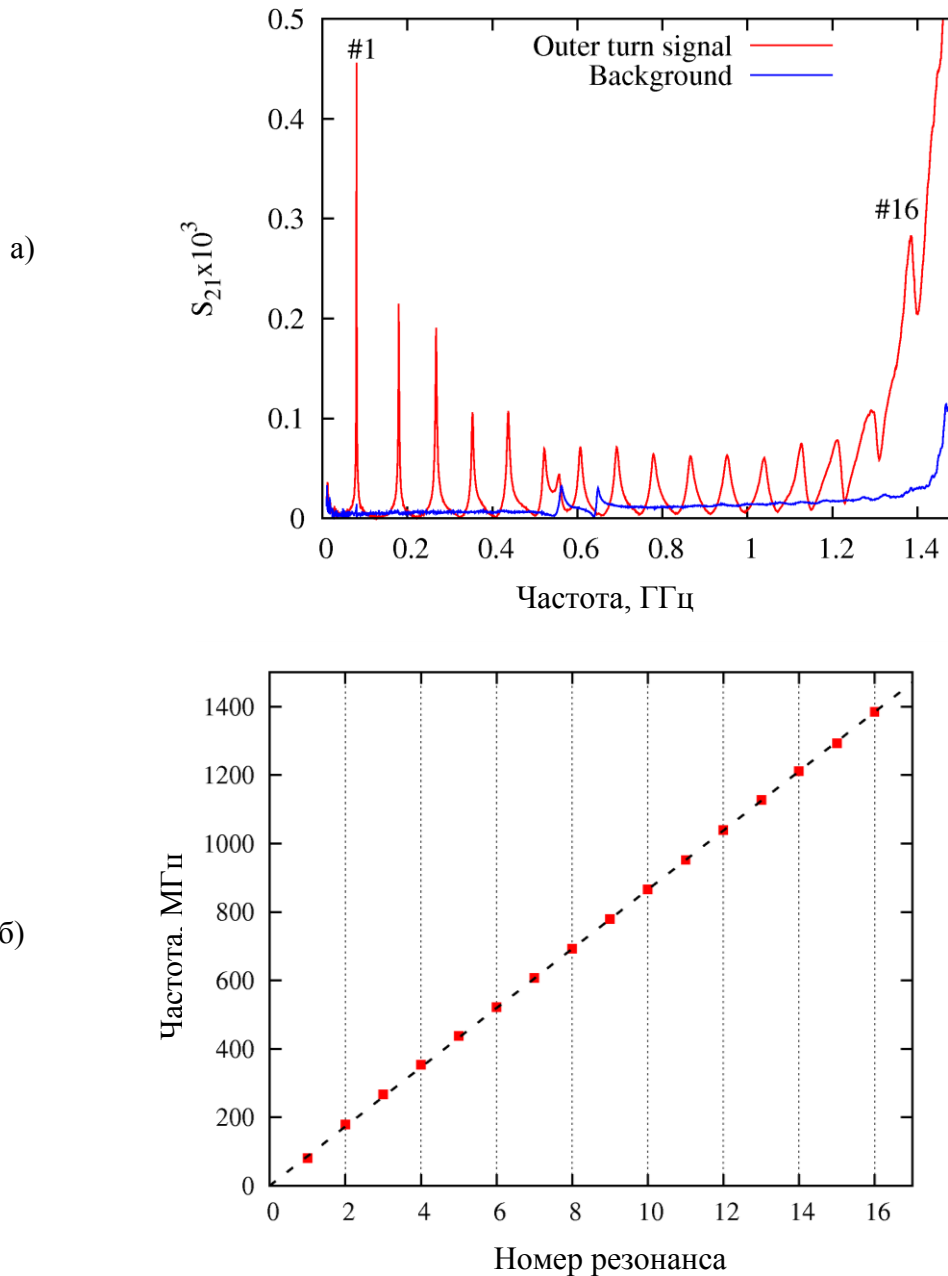 а)
0.5
0.4
0.3
0.2
0.1
0
S21x10^3
#1
Outer turn signal
Background
#16
0 0.2 0.4 0.6 0.8 1 1.2 1.4
Частота, ГГц
б)
1400
1200
1000
800
600
400
200
0
Частота. МГц
0 2 4 6 8 10 12 14 16
Номер резонанса